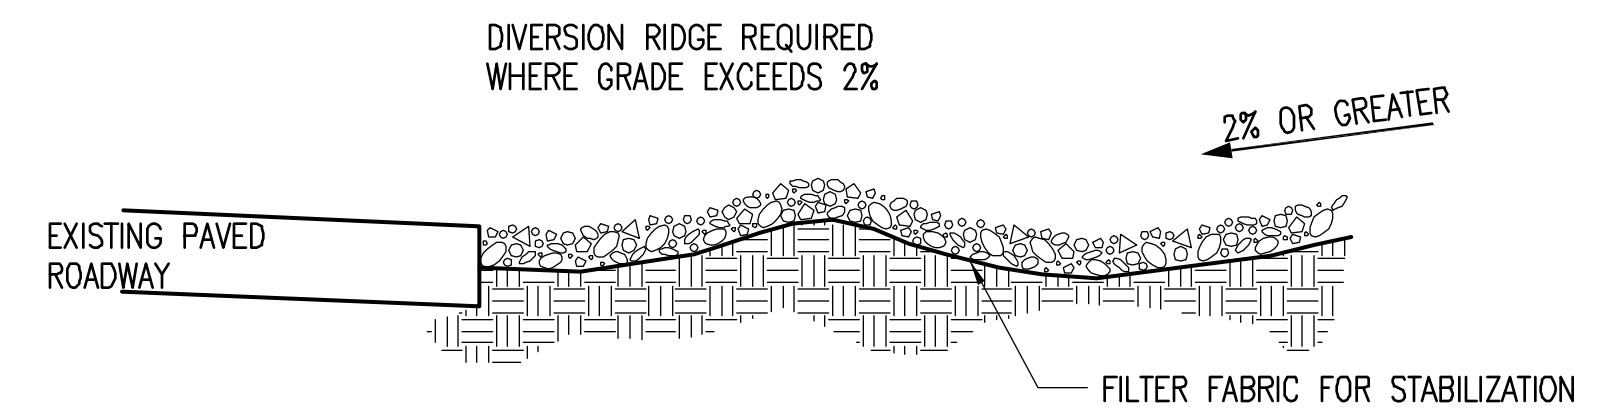 DIVERSION RIDGE REQUIRED
WHERE GRADE EXCEEDS 2%
2% OR GREATER
EXISTING PAVED
ROADWAY
FILTER FABRIC FOR STABILIZATION